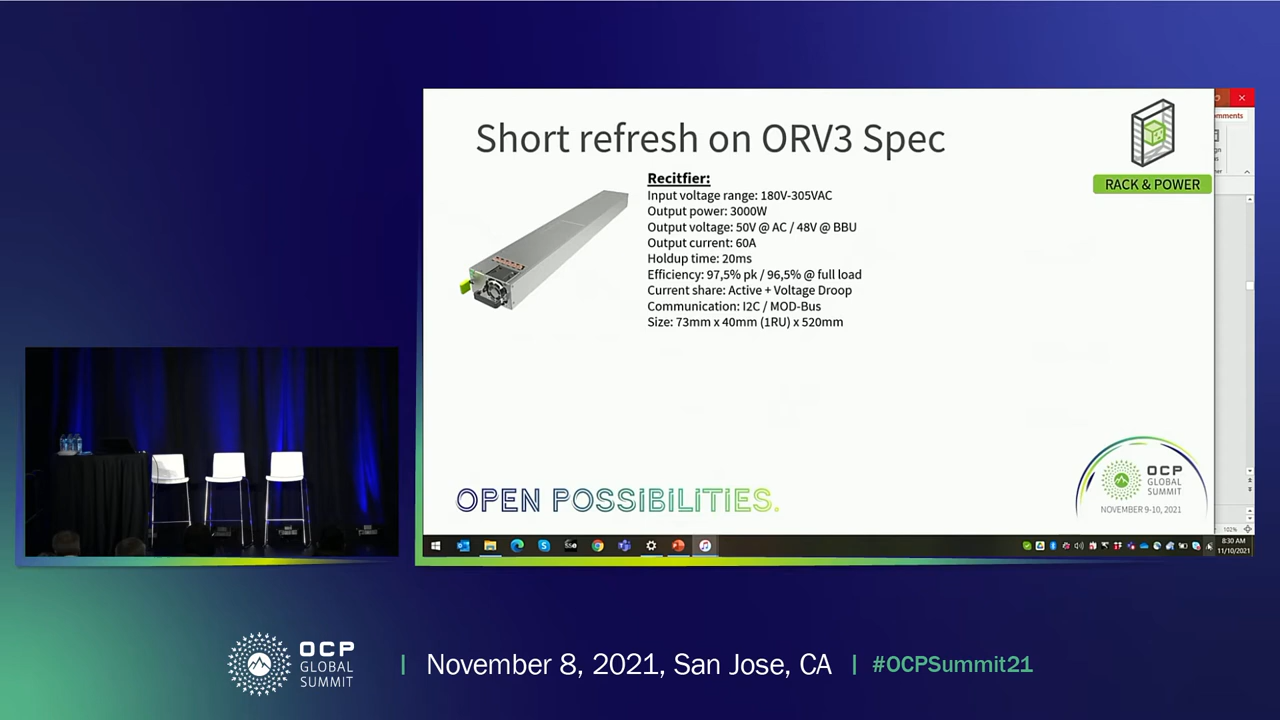 Short refresh on ORV3 Spec
Recitfier:
Input voltage range: 180V-305VAC
Output power: 3000W
Output voltage: 50V @ AC / 48V @ BBU
Output current: 60A
Holdup time: 20ms
Efficiency: 97,5% pk / 96,5% @ full load
Current share: Active + Voltage Droop
Communication: I2C / MOD-Bus
Size: 73mm x 40mm (1RU) x 520mm
RACK & POWER
mments
OPEN POSSIBILITIES.
OCP
GLOBAL
SUMMIT
NOVEMBER 9-10, 2021
102%
8:30 AM
11/10/2021
OCP
GLOBAL
SUMMIT
| November 8, 2021, San Jose, CA | #OCPSummit21